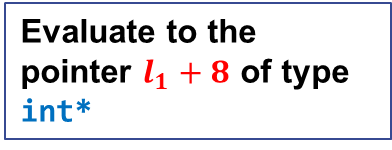 Evaluate to the
pointer l₁ + 8 of type
int*